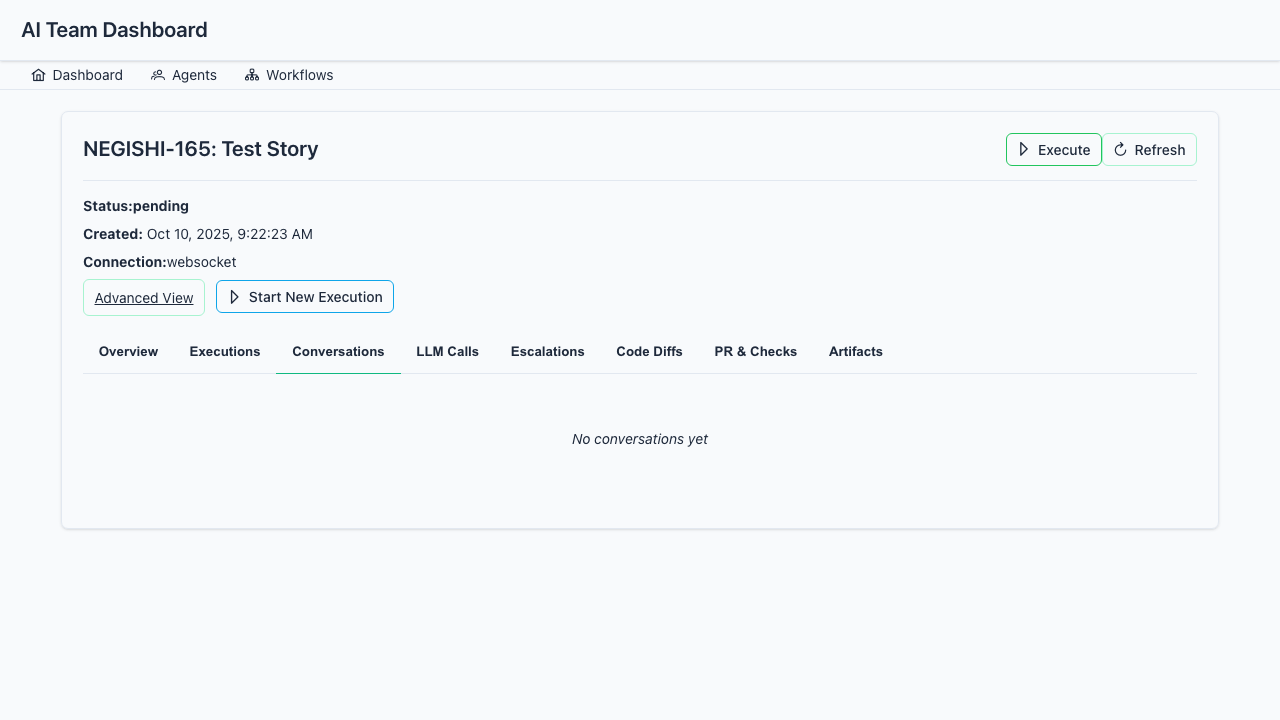 AI Team Dashboard
Dashboard Agents Workflows
NEGISHI-165: Test Story
Execute Refresh
Status:pending
Created: Oct 10, 2025, 9:22:23 AM
Connection:websocket
Advanced View Start New Execution
Overview Executions Conversations LLM Calls Escalations Code Diffs PR & Checks Artifacts
No conversations yet